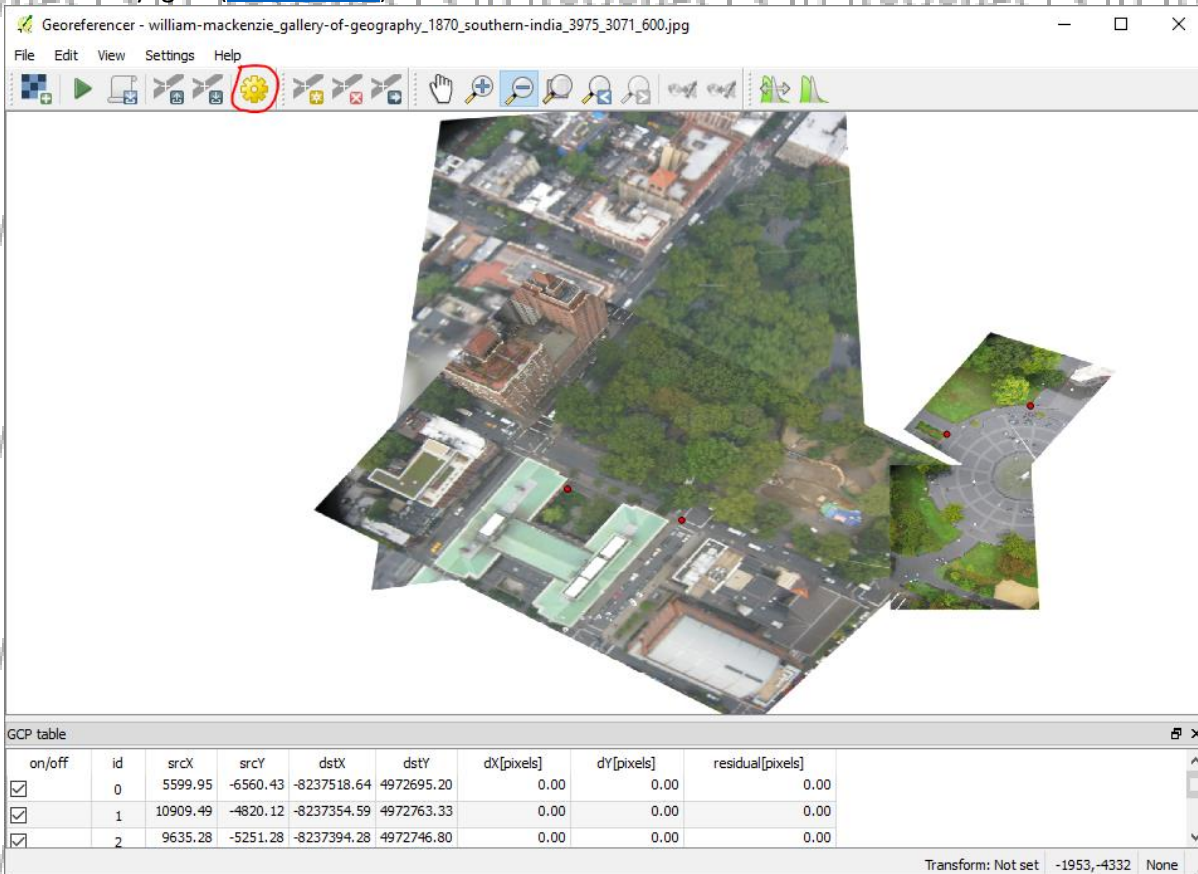 Georeferencer - william-mackenzie_gallery-of-geography_1870_southern-india_3975_3071_600.jpg
File Edit View Settings Help
GCP table
on/off id srcX srcY dstX dstY dX[pixels] dY[pixels] residual[pixels]
0 5599.95 -6560.43 -8237518.64 4972695.20 0.00 0.00 0.00
1 10909.49 -4820.12 -8237354.59 4972763.33 0.00 0.00 0.00
2 9635.28 -5251.28 -8237394.28 4972746.80 0.00 0.00 0.00
Transform: Not set -1953,-4332 None